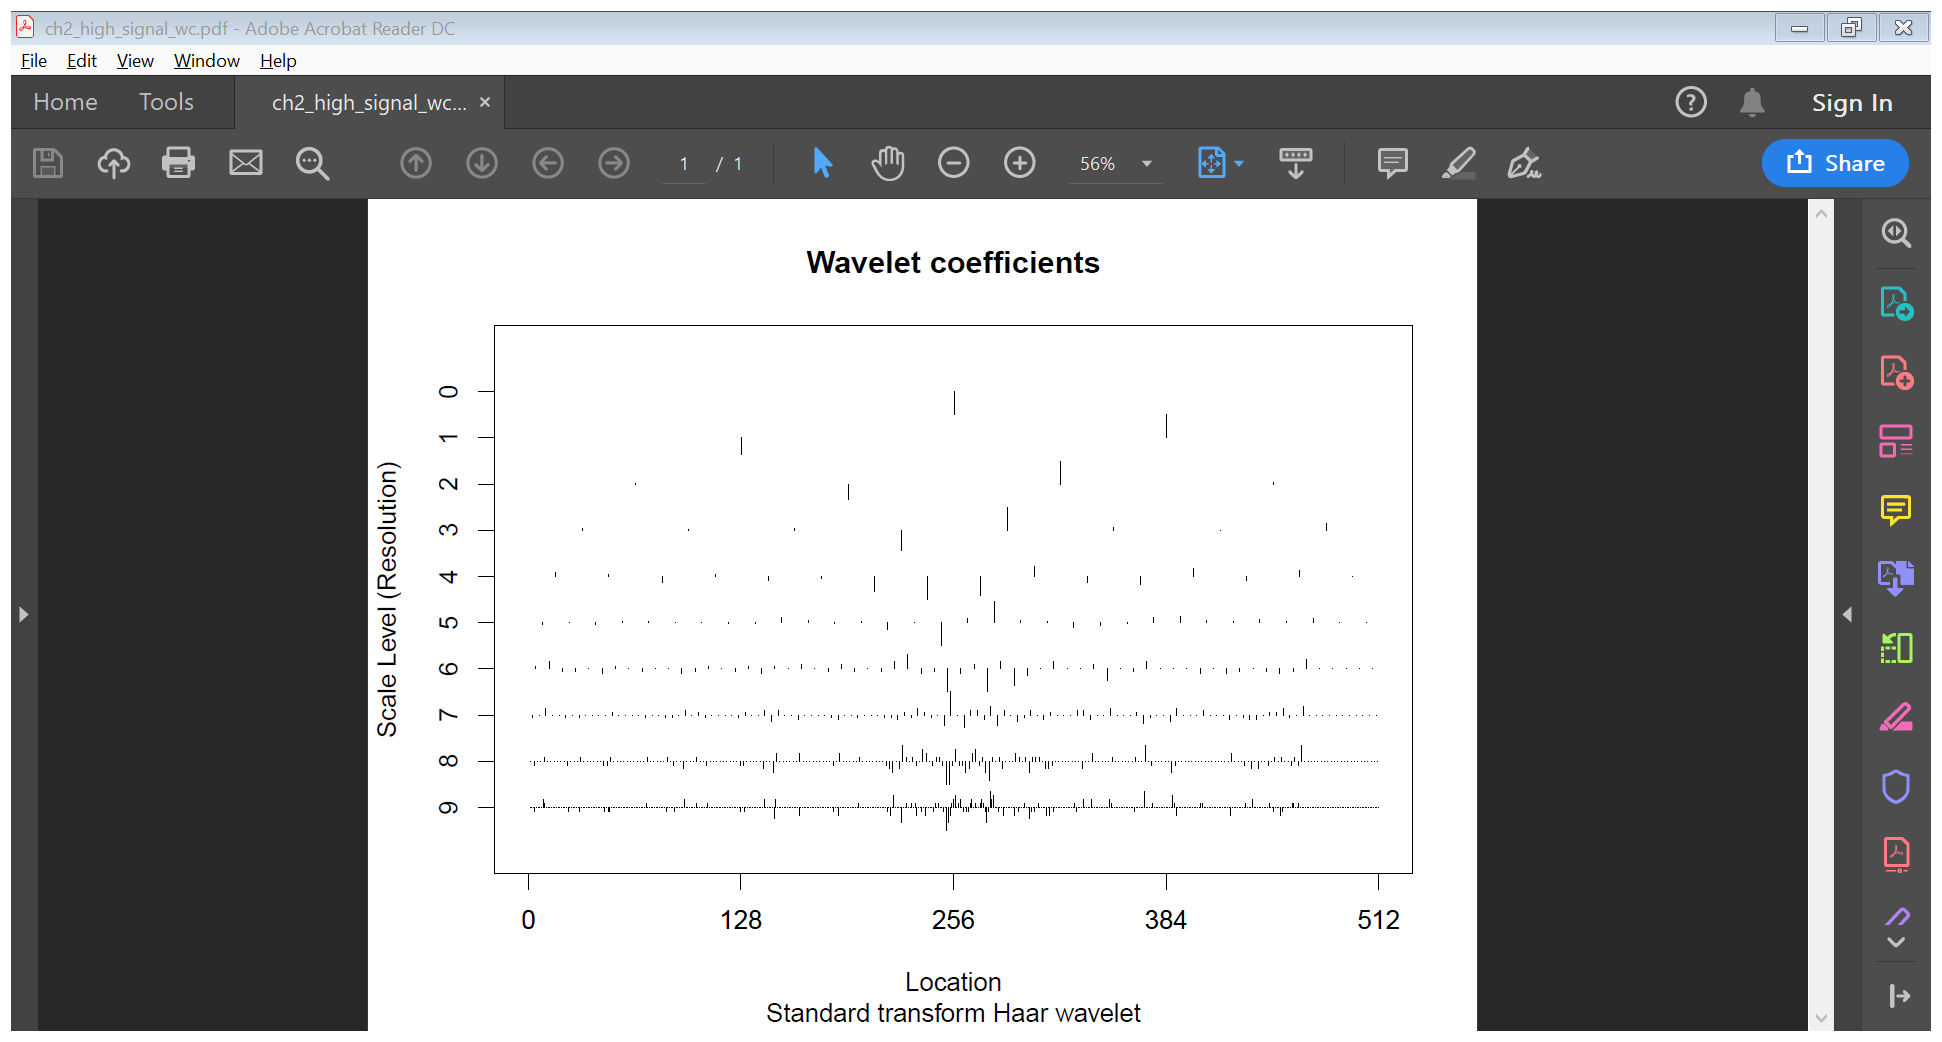 ch2_high_signal_wc.pdf - Adobe Acrobat Reader DC
File Edit View Window Help
Home Tools ch2_high_signal_wc... × Sign In
1 / 1 56% Share
Wavelet coefficients
Scale Level (Resolution)
0
1
2
3
4
5
6
7
8
9
0 128 256 384 512
Location
Standard transform Haar wavelet